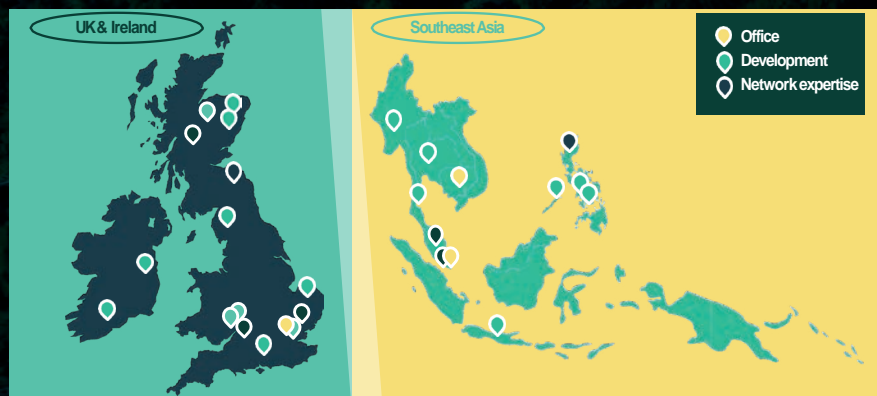 UK & Ireland
Southeast Asia
Office
Development
Network expertise